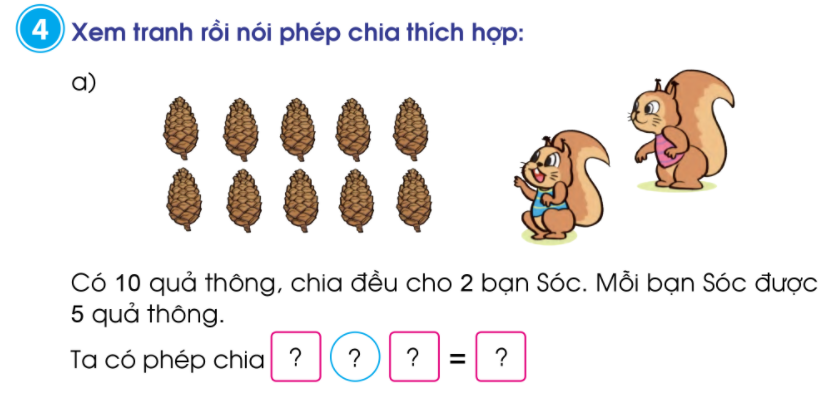 4 Xem tranh rồi nói phép chia thích hợp:
a)
Có 10 quả thông, chia đều cho 2 bạn Sóc. Mỗi bạn Sóc được
5 quả thông.
Ta có phép chia ? ? ? = ?